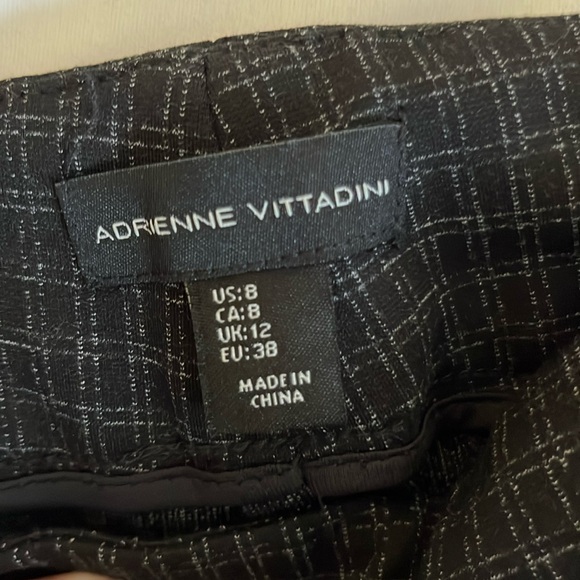 ADRIENNE VITTADINI
US:8
CA:8
UK:12
EU:38
MADE IN
CHINA